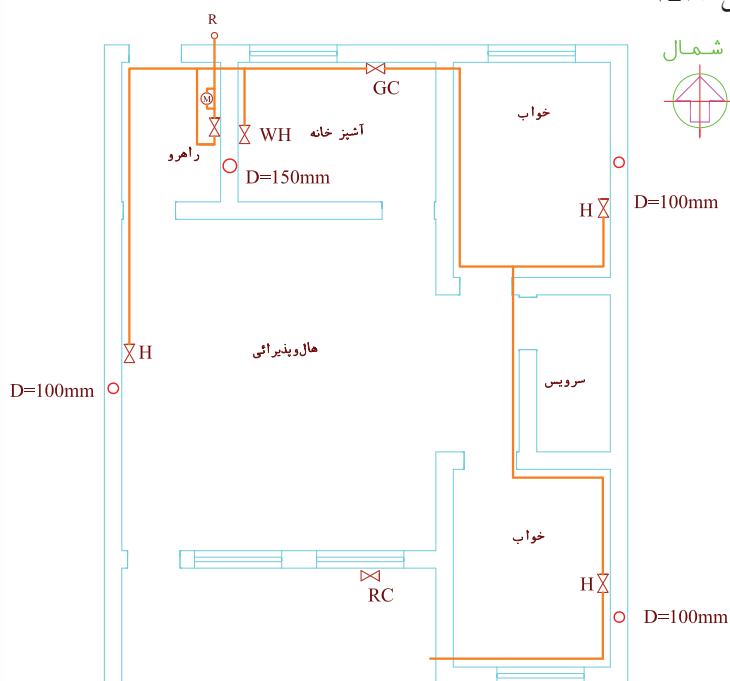 R
شمال
GC
M
WH
آشپز خانه
خواب
راهرو
D=150mm
H
D=100mm
هال‌وپذیرائی
H
سرویس
D=100mm
خواب
H
RC
D=100mm